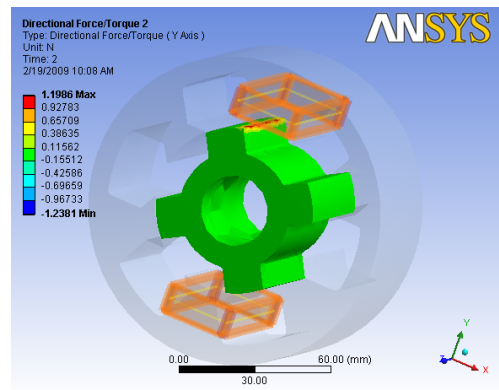 Directional Force/Torque 2
Type: Directional Force/Torque ( Y Axis )
Unit: N
Time: 2
2/19/2009 10:08 AM
ANSYS
1.1986 Max
0.92783
0.65709
0.38635
0.11562
-0.15512
-0.42586
-0.69659
-0.96733
-1.2381 Min
0.00
60.00 (mm)
30.00
Y
Z
X